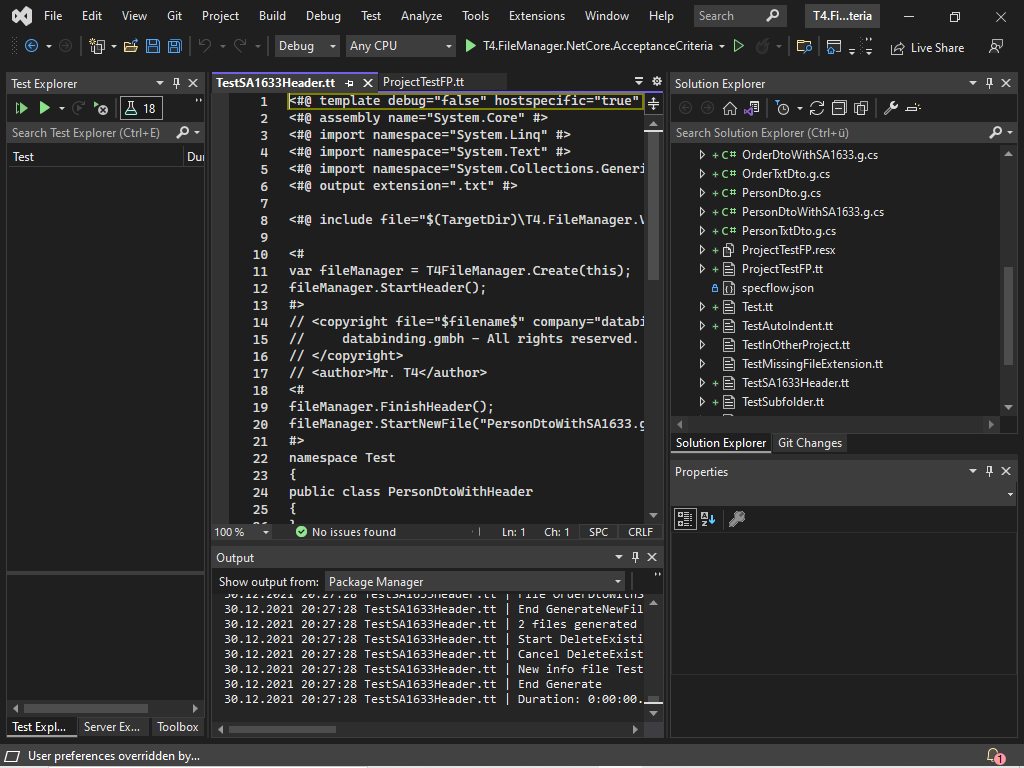 File Edit View Git Project Build Debug Test Analyze Tools Extensions Window Help Search T4.Fi...teria
Debug Any CPU T4.FileManager.NetCore.AcceptanceCriteria Live Share
Test Explorer
18
Search Test Explorer (Ctrl+E)
Test Dur
TestSA1633Header.tt ProjectTestFP.tt
1 <#@ template debug="false" hostspecific="true"
2 <#@ assembly name="System.Core" #>
3 <#@ import namespace="System.Linq" #>
4 <#@ import namespace="System.Text" #>
5 <#@ import namespace="System.Collections.Generi
6 <#@ output extension=".txt" #>
7
8 <#@ include file="$(TargetDir)\T4.FileManager.V
9
10 <#
11 var fileManager = T4FileManager.Create(this);
12 fileManager.StartHeader();
13 #>
14 // <copyright file="$filename$" company="databi
15 // databinding.gmbh - All rights reserved.
16 // </copyright>
17 // <author>Mr. T4</author>
18 <#
19 fileManager.FinishHeader();
20 fileManager.StartNewFile("PersonDtoWithSA1633.g
21 #>
22 namespace Test
23 {
24 public class PersonDtoWithHeader
25 {
100 % No issues found Ln: 1 Ch: 1 SPC CRLF
Output
Show output from: Package Manager
30.12.2021 20:27:28 TestSA1633Header.tt | File OrderDtoWithS
30.12.2021 20:27:28 TestSA1633Header.tt | End GenerateNewFil
30.12.2021 20:27:28 TestSA1633Header.tt | 2 files generated
30.12.2021 20:27:28 TestSA1633Header.tt | Start DeleteExisti
30.12.2021 20:27:28 TestSA1633Header.tt | Cancel DeleteExist
30.12.2021 20:27:28 TestSA1633Header.tt | New info file Test
30.12.2021 20:27:28 TestSA1633Header.tt | End Generate
30.12.2021 20:27:28 TestSA1633Header.tt | Duration: 0:00:00.
Solution Explorer
Search Solution Explorer (Ctrl+ü)
C# OrderDtoWithSA1633.g.cs
C# OrderTxtDto.g.cs
C# PersonDto.g.cs
C# PersonDtoWithSA1633.g.cs
C# PersonTxtDto.g.cs
ProjectTestFP.resx
ProjectTestFP.tt
specflow.json
Test.tt
TestAutoIndent.tt
TestInOtherProject.tt
TestMissingFileExtension.tt
TestSA1633Header.tt
TestSubfolder.tt
Solution Explorer Git Changes
Properties
Test Expl... Server Ex... Toolbox
User preferences overridden by... 1